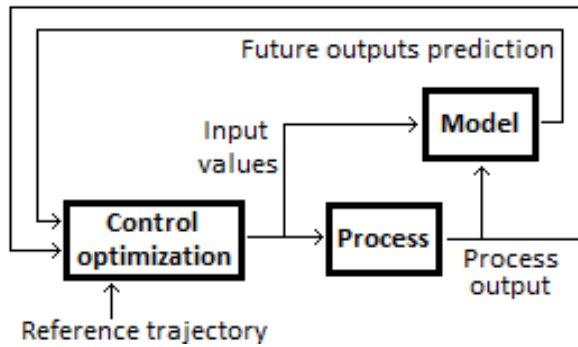 Future outputs prediction
Model
Input
values
Control
optimization
Process
Process
output
Reference trajectory